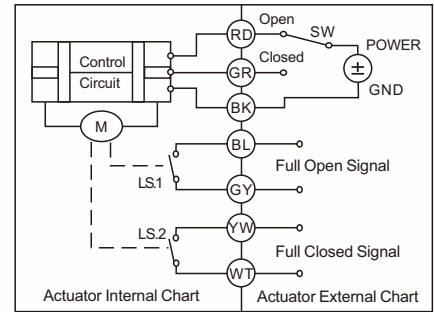 RD
Open
SW
POWER
Control
Circuit
GR
Closed
±
GND
BK
M
BL
Full Open Signal
LS.1
GY
YW
LS.2
Full Closed Signal
WT
Actuator Internal Chart
Actuator External Chart